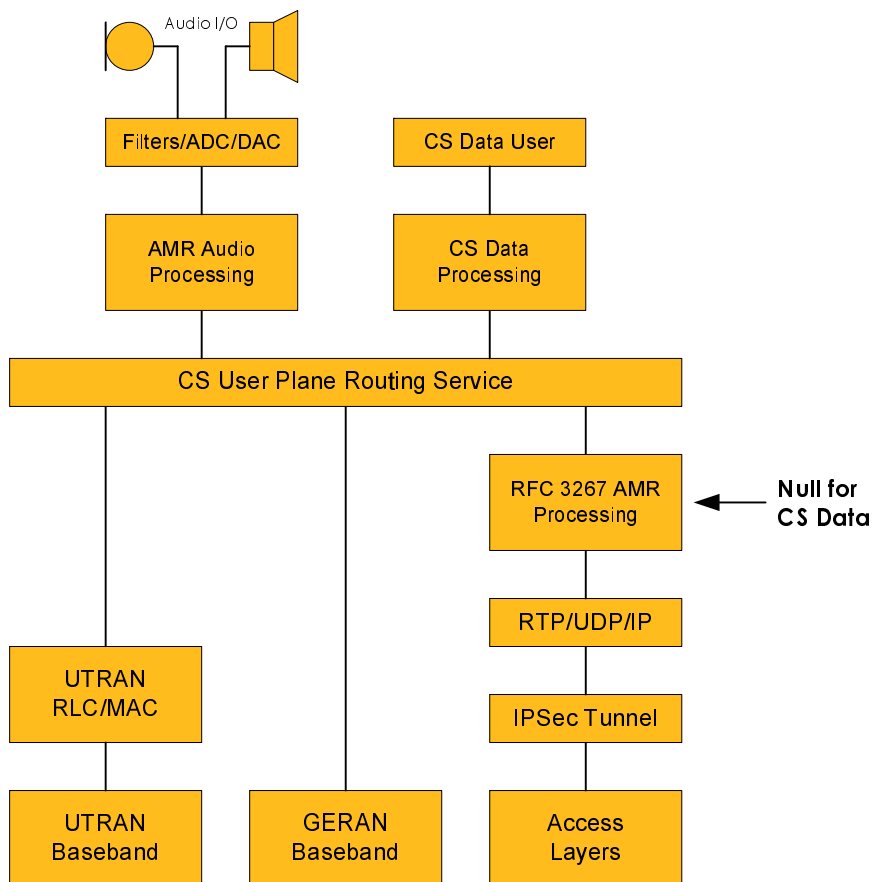 Audio I/O
Filters/ADC/DAC
CS Data User
AMR Audio
Processing
CS Data
Processing
CS User Plane Routing Service
RFC 3267 AMR
Processing
Null for
CS Data
RTP/UDP/IP
UTRAN
RLC/MAC
IPSec Tunnel
UTRAN
Baseband
GERAN
Baseband
Access
Layers